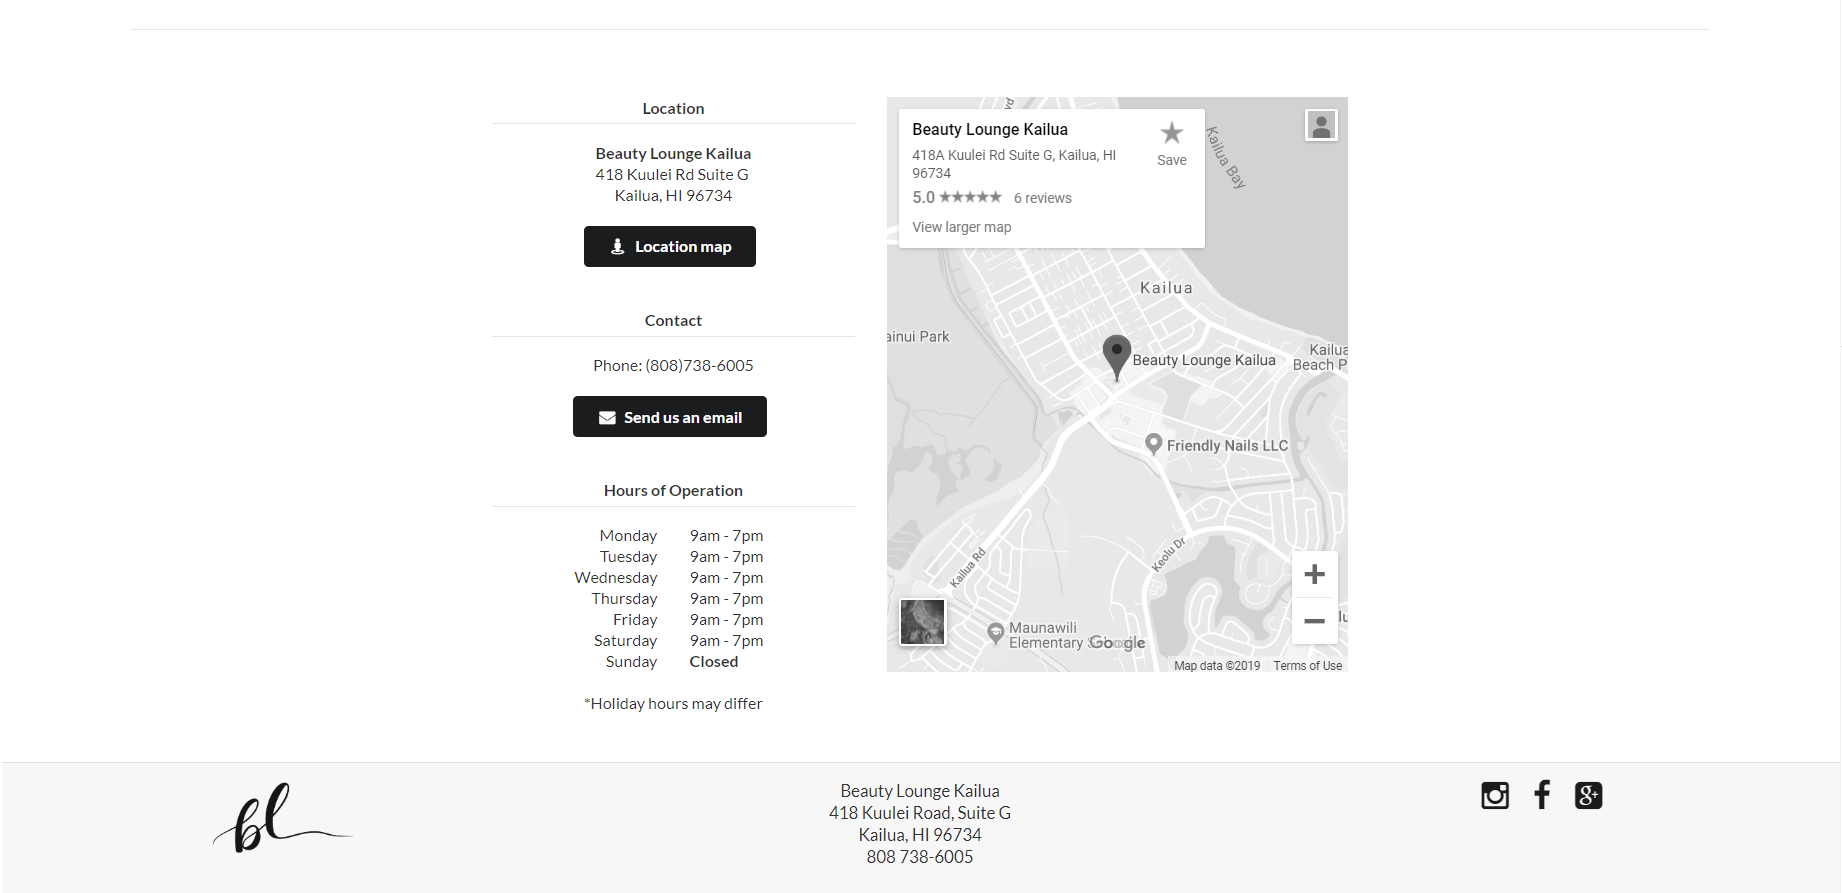 Location
Beauty Lounge Kailua
418 Kuulei Rd Suite G
Kailua, HI 96734
Location map
Contact
Phone: (808)738-6005
Send us an email
Hours of Operation
Monday 9am - 7pm
Tuesday 9am - 7pm
Wednesday 9am - 7pm
Thursday 9am - 7pm
Friday 9am - 7pm
Saturday 9am - 7pm
Sunday Closed
*Holiday hours may differ
Beauty Lounge Kailua
418A Kuulei Rd Suite G, Kailua, HI
96734
Save
5.0 ★★★★★ 6 reviews
View larger map
Kailua Bay
Kailua
ainui Park
Beauty Lounge Kailua
Kailua
Beach P
Friendly Nails LLC
Kailua Rd
Keolu Dr
Maunawili
Elementary
Google
Map data ©2019 Terms of Use
bl
Beauty Lounge Kailua
418 Kuulei Road, Suite G
Kailua, HI 96734
808 738-6005
g+